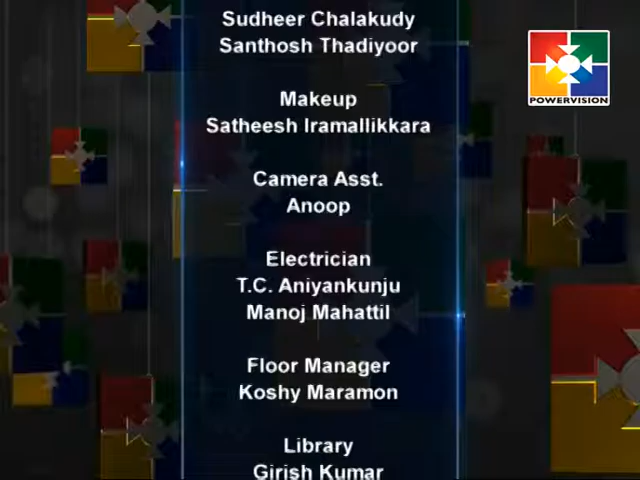 Sudheer Chalakudy
Santhosh Thadiyoor
POWERVISION
Makeup
Satheesh Iramallikkara
Camera Asst.
Anoop
Electrician
T.C. Aniyankunju
Manoj Mahattil
Floor Manager
Koshy Maramon
Library
Girish Kumar